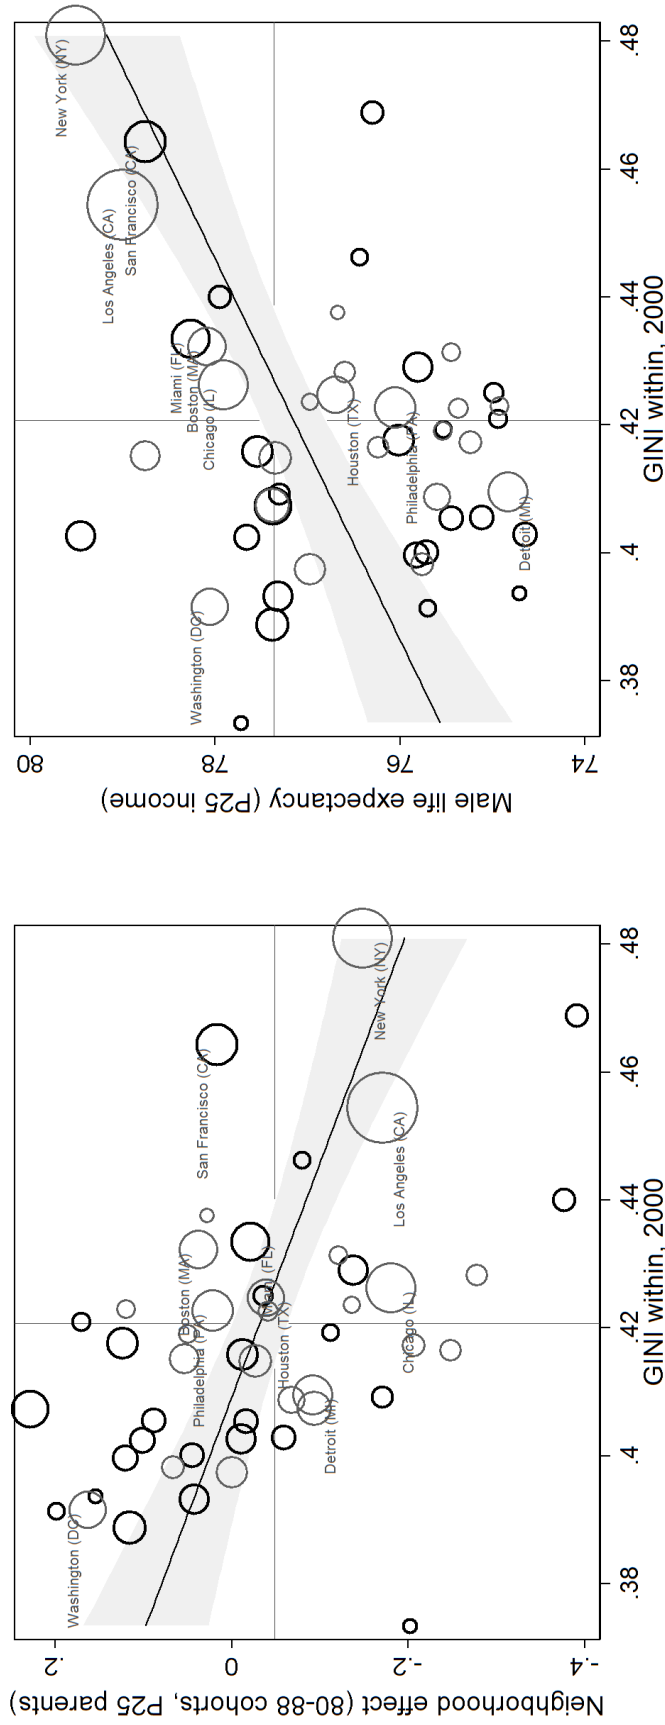 Neighborhood effect (80-88 cohorts, P25 parents)
.2
0
-.2
-.4
Washington (DC)
Philadelphia (PA)
Boston (MA)
San Francisco (CA)
Miami (FL)
Houston (TX)
Detroit (MI)
New York (NY)
Los Angeles (CA)
Chicago (IL)
.38
.4
.42
.44
.46
.48
GINI within, 2000
Male life expectancy (P25 income)
80
78
76
74
New York (NY)
Los Angeles (CA)
San Francisco (CA)
Miami (FL)
Boston (MA)
Chicago (IL)
Washington (DC)
Houston (TX)
Philadelphia (PA)
Detroit (MI)
.38
.4
.42
.44
.46
.48
GINI within, 2000